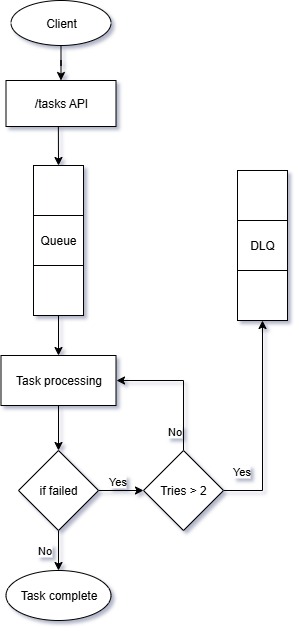 Client
/tasks API
Queue
DLQ
Task processing
No
if failed
Yes
Tries > 2
Yes
No
Task complete